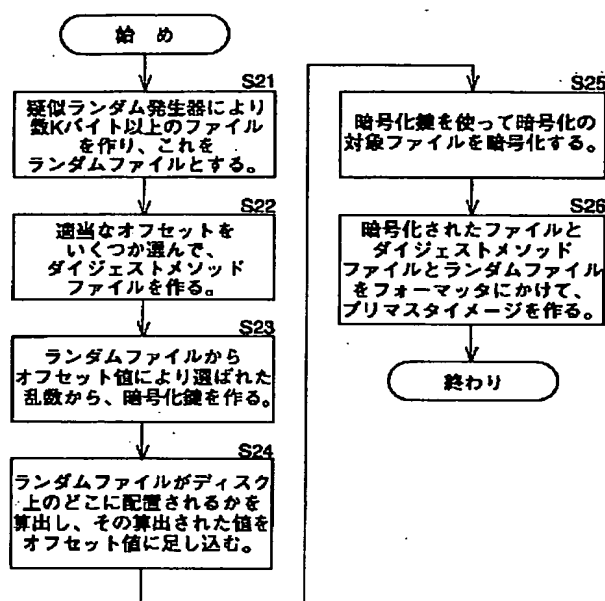 始 め
S21
疑似ランダム発生器により
数Kバイト以上のファイル
を作り、これを
ランダムファイルとする。
S22
適当なオフセットを
いくつか選んで、
ダイジェストメソッド
ファイルを作る。
S23
ランダムファイルから
オフセット値により選ばれた
乱数から、暗号化鍵を作る。
S24
ランダムファイルがディスク
上のどこに配置されるかを
算出し、その算出された値を
オフセット値に足し込む。
S25
暗号化鍵を使って暗号化の
対象ファイルを暗号化する。
S26
暗号化されたファイルと
ダイジェストメソッド
ファイルとランダムファイル
をフォーマッタにかけて、
プリマスタイメージを作る。
終わり